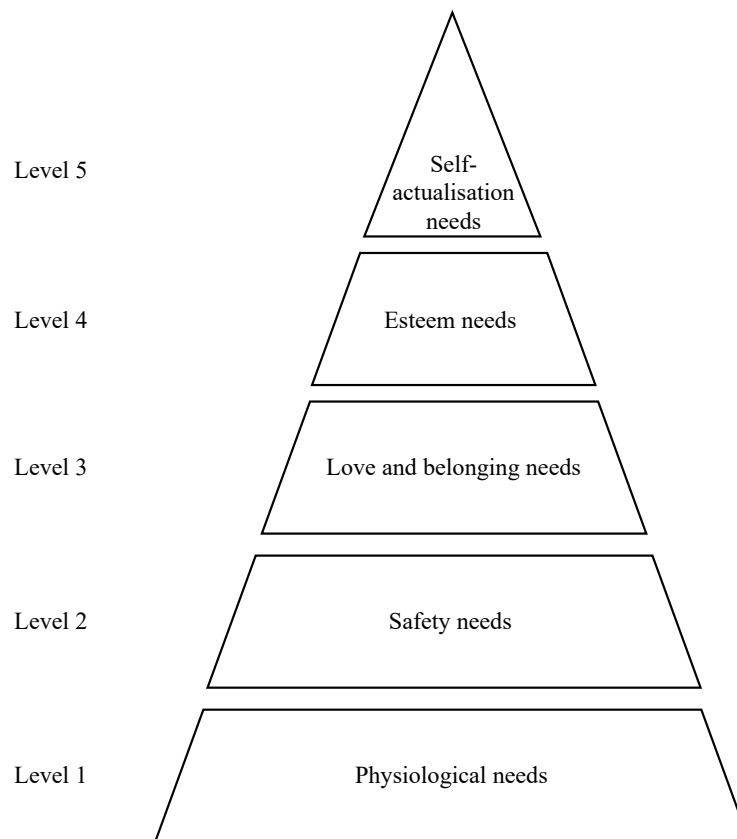 Level 5
Self-
actualisation
needs
Level 4
Esteem needs
Level 3
Love and belonging needs
Level 2
Safety needs
Level 1
Physiological needs